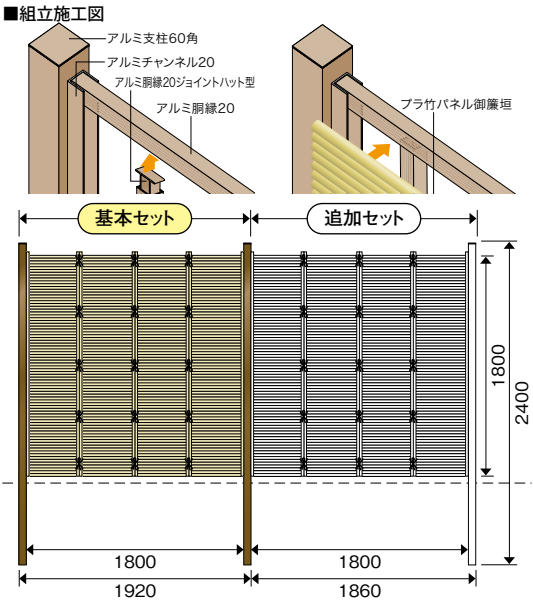 ■組立施工図
アルミ支柱60角
アルミチャンネル20
アルミ胴縁20ジョイントハット型
アルミ胴縁20
プラ竹パネル御簾垣
基本セット
追加セット
1800
2400
1800
1800
1920
1860